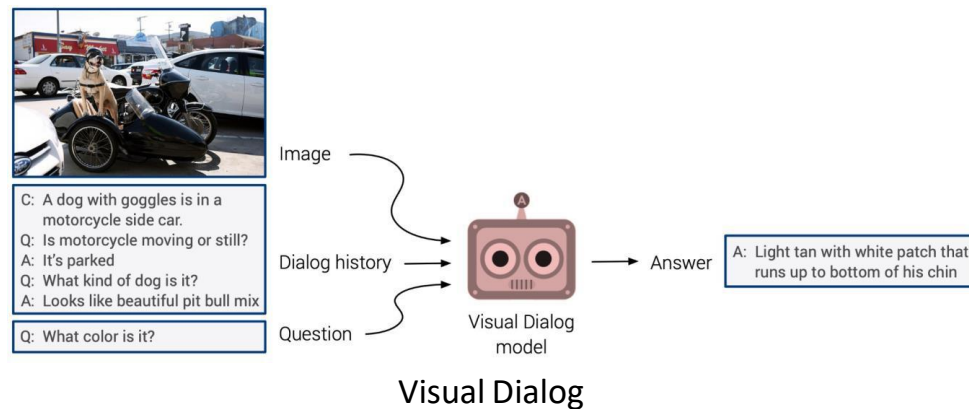 C: A dog with goggles is in a
motorcycle side car.
Q: Is motorcycle moving or still?
A: It's parked
Q: What kind of dog is it?
A: Looks like beautiful pit bull mix
Q: What color is it?
Image
Dialog history
Question
A
Visual Dialog
model
Answer
A: Light tan with white patch that
runs up to bottom of his chin
Visual Dialog